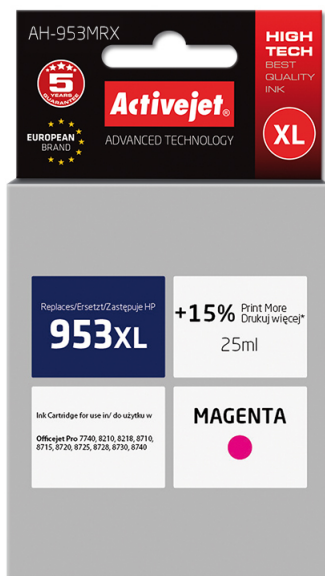 AH-953MRX
5
YEARS
GUARANTEE
EUROPEAN
BRAND
Activejet®
ADVANCED TECHNOLOGY
HIGH
TECH
BEST
QUALITY
INK
XL
Replaces/Ersetzt/Zastępuje HP
953XL
+15% Print More
Drukuj więcej*
25ml
Ink Cartridge for use in/ do użytku w
Officejet Pro 7740, 8210, 8218, 8710,
8715, 8720, 8725, 8728, 8730, 8740
MAGENTA